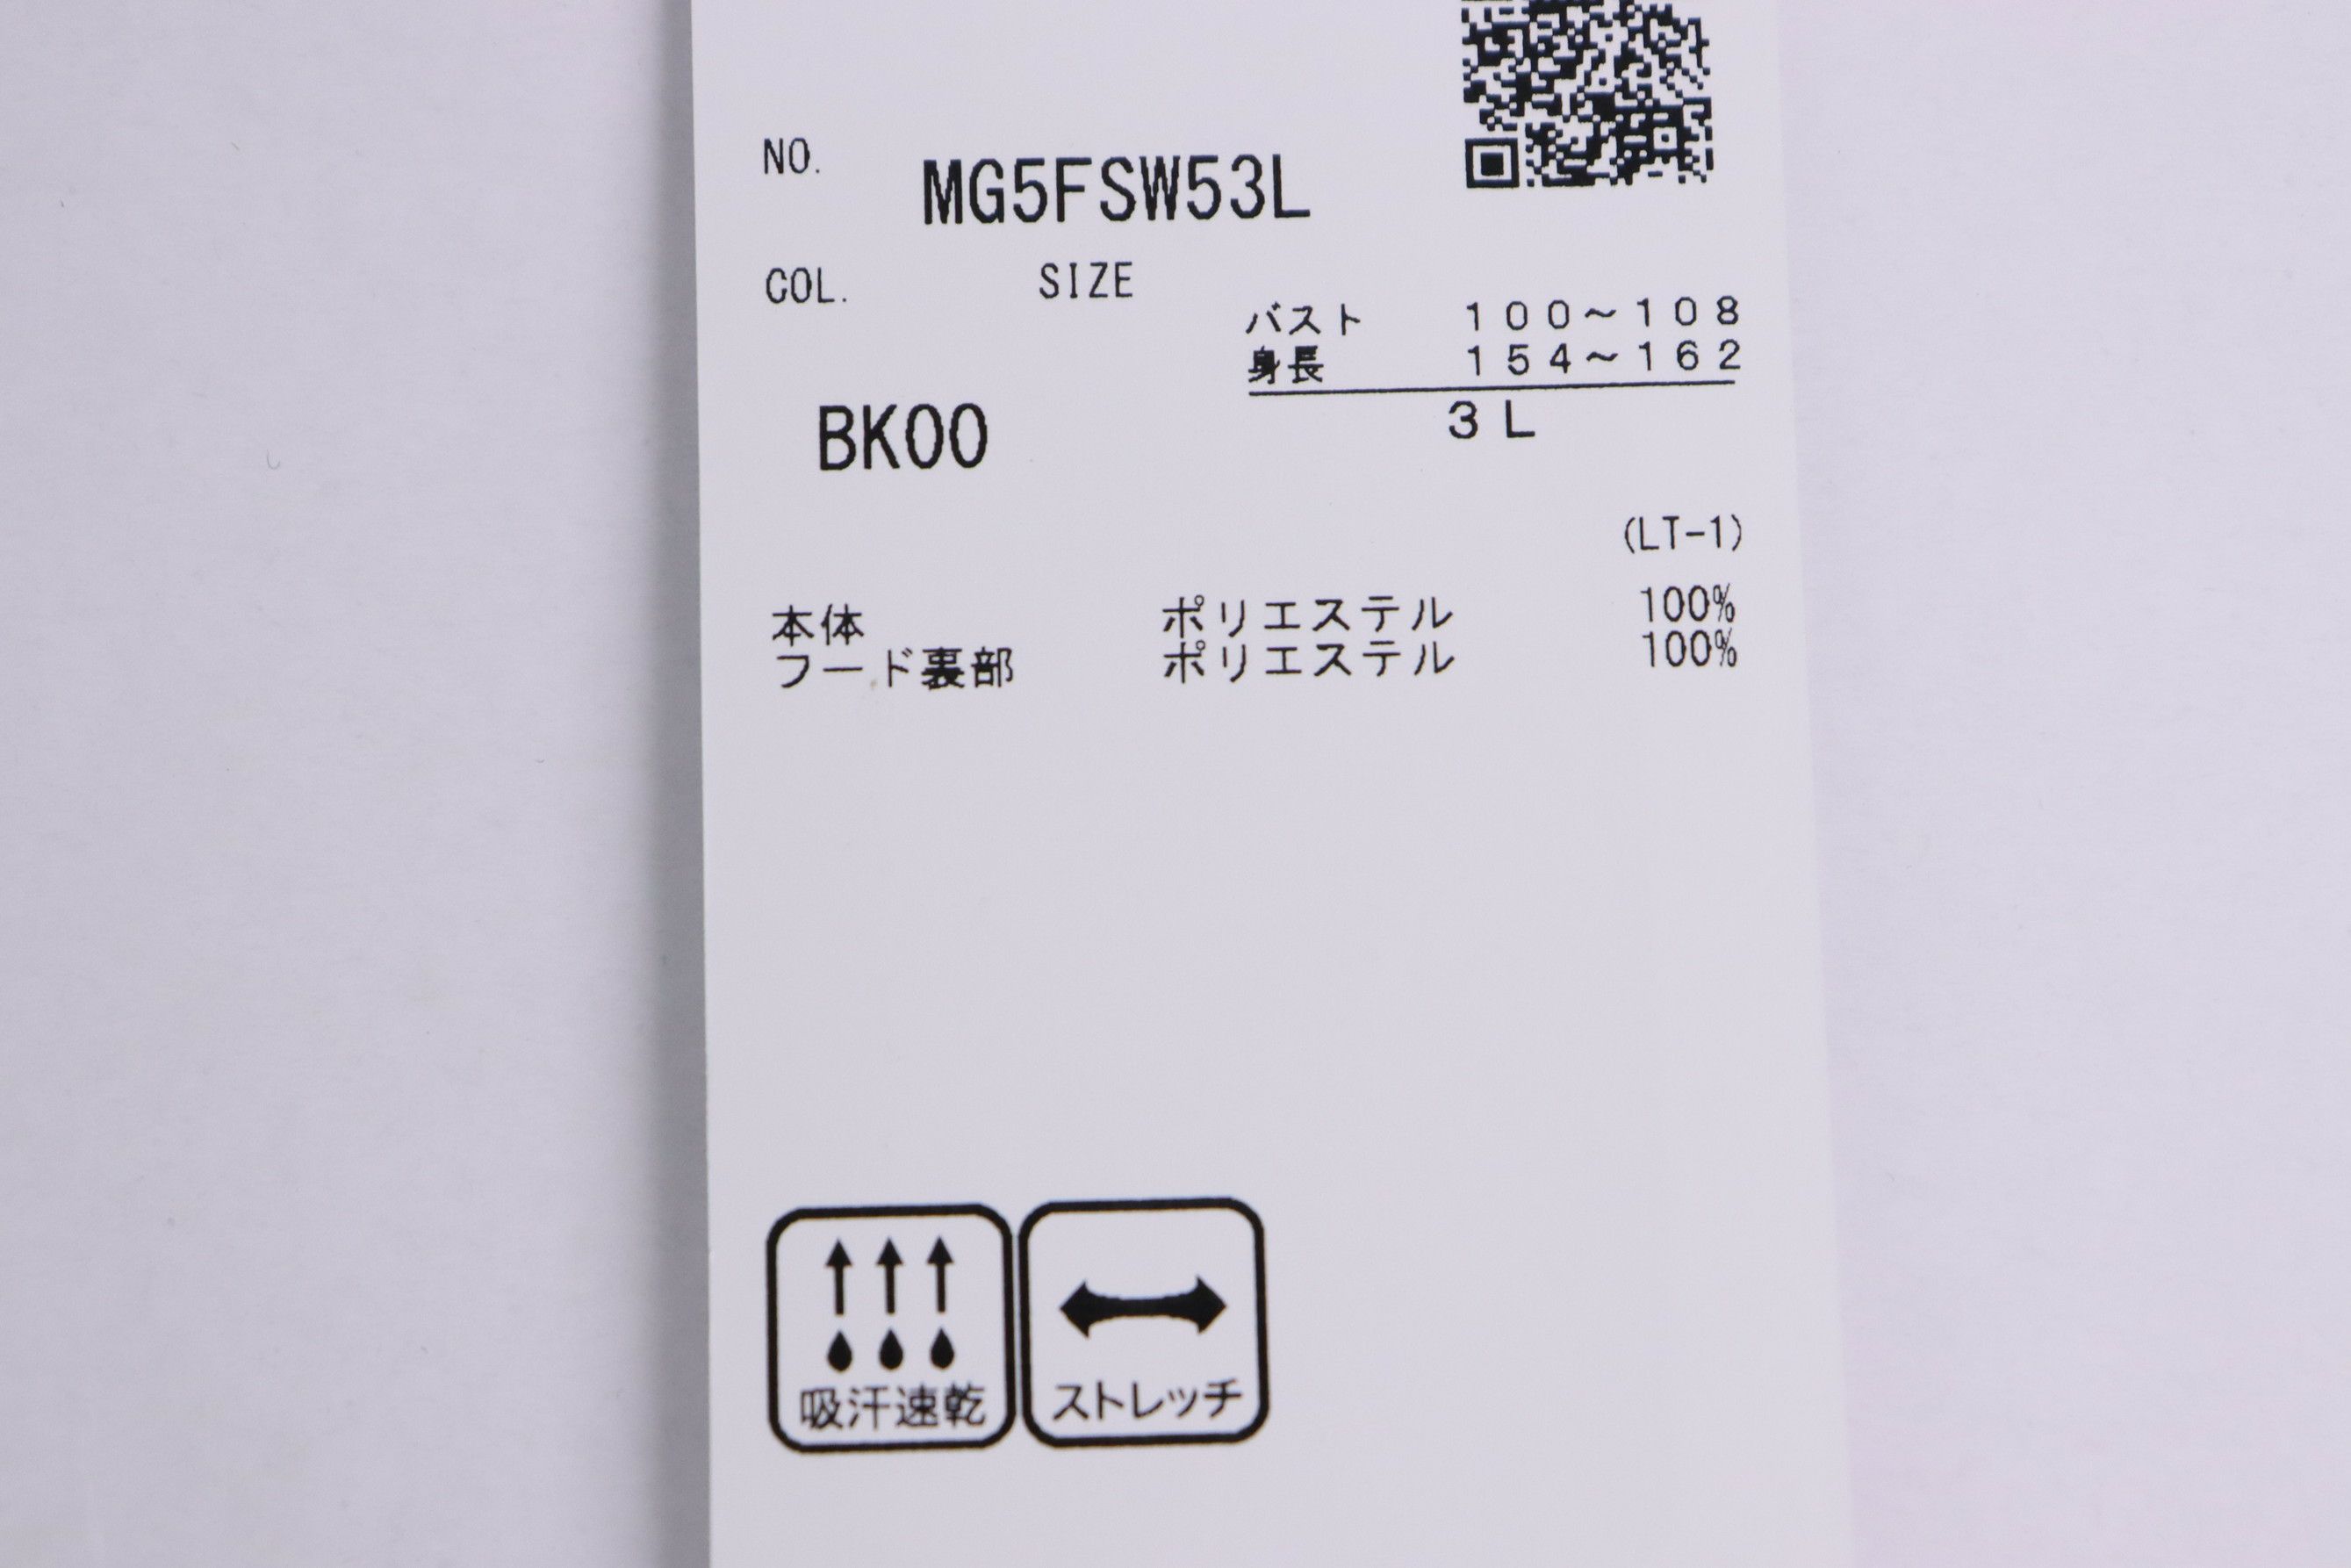 NO.
MG5FSW53L
COL.
SIZE
バスト 100～108
身長 154～162
3L
BK00
(LT-1)
本体 ポリエステル 100%
フード裏部 ポリエステル 100%
吸汗速乾
ストレッチ